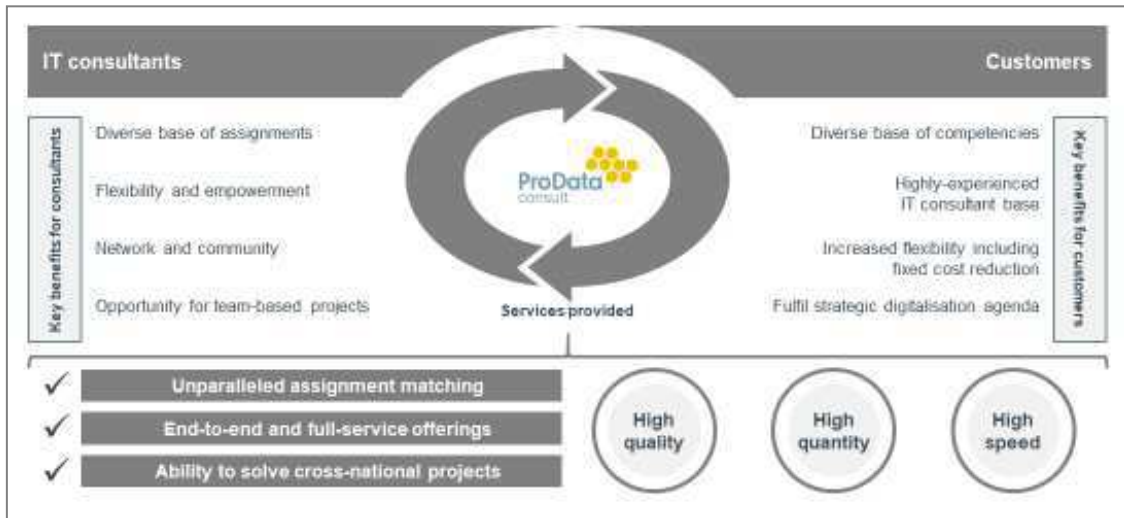 IT consultants
Customers
Key benefits for consultants
Diverse base of assignments
Flexibility and empowerment
Network and community
Opportunity for team-based projects
ProData
consult
Services provided
Diverse base of competencies
Highly-experienced
IT consultant base
Increased flexibility including
fixed cost reduction
Fulfil strategic digitalisation agenda
Key benefits for customers
Unparalleled assignment matching
End-to-end and full-service offerings
Ability to solve cross-national projects
High
quality
High
quantity
High
speed